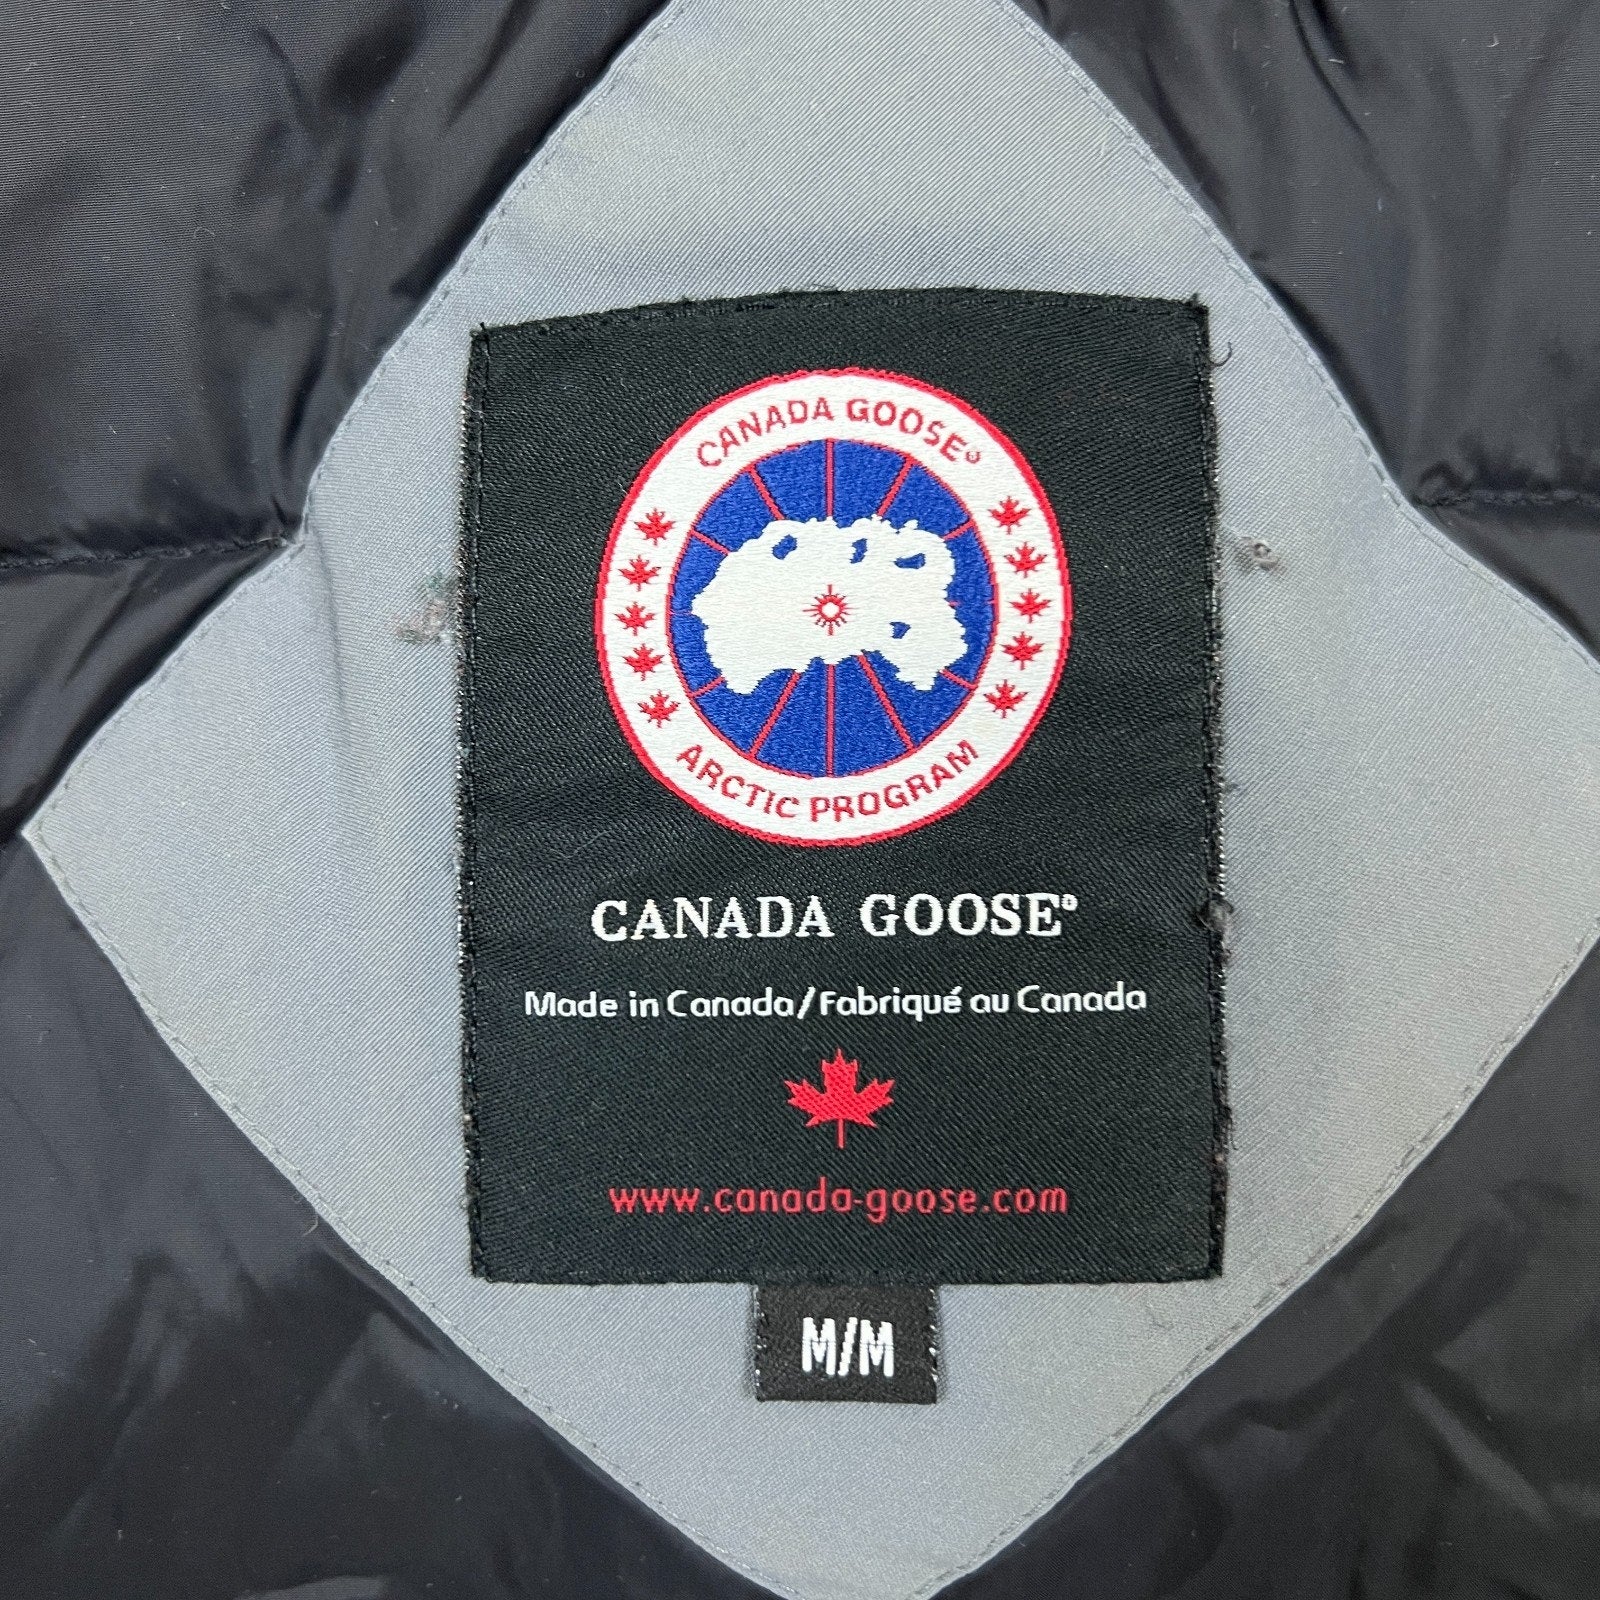 CANADA GOOSE®
ARCTIC PROGRAM
CANADA GOOSE®
Made in Canada/Fabriqué au Canada
www.canada-goose.com
M/M